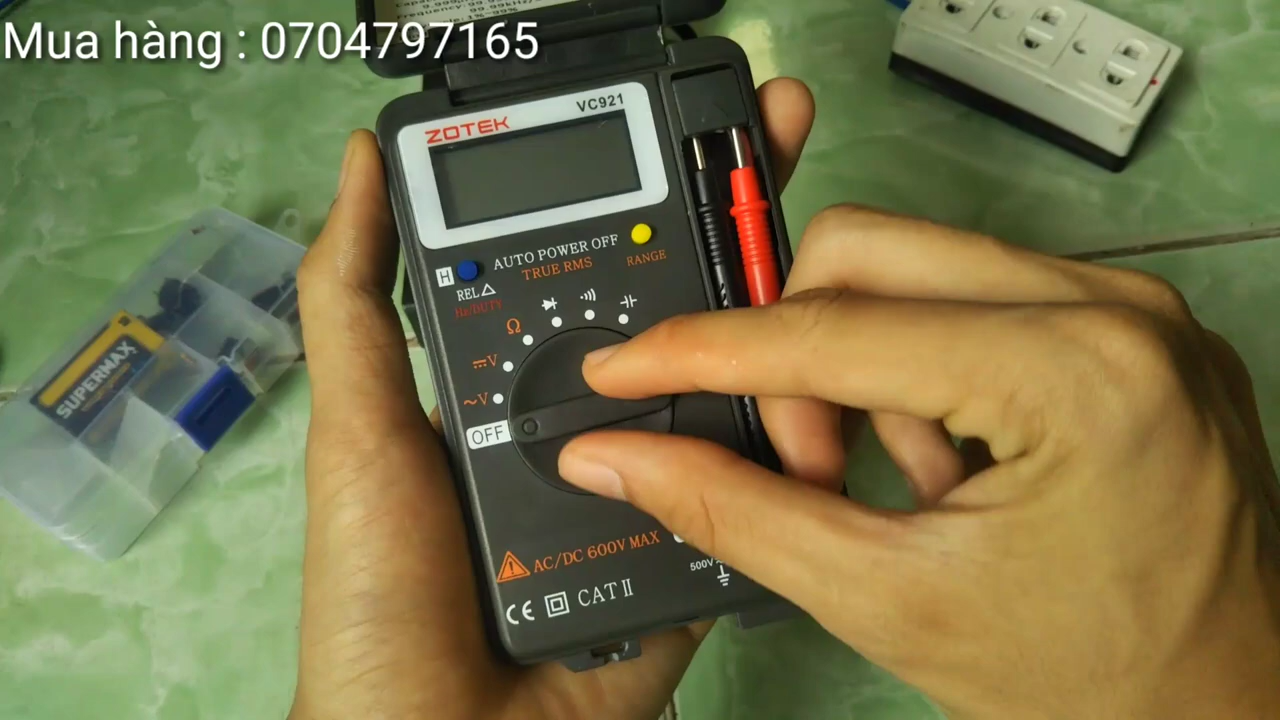 Mua hàng : 0704797165
VC921
ZOTEK
AUTO POWER OFF
TRUE RMS
RANGE
H
REL△
Hz/DUTY
Ω
⎓V
~V
OFF
SUPERMAX
AC/DC 600V MAX
500V
CE
CAT II